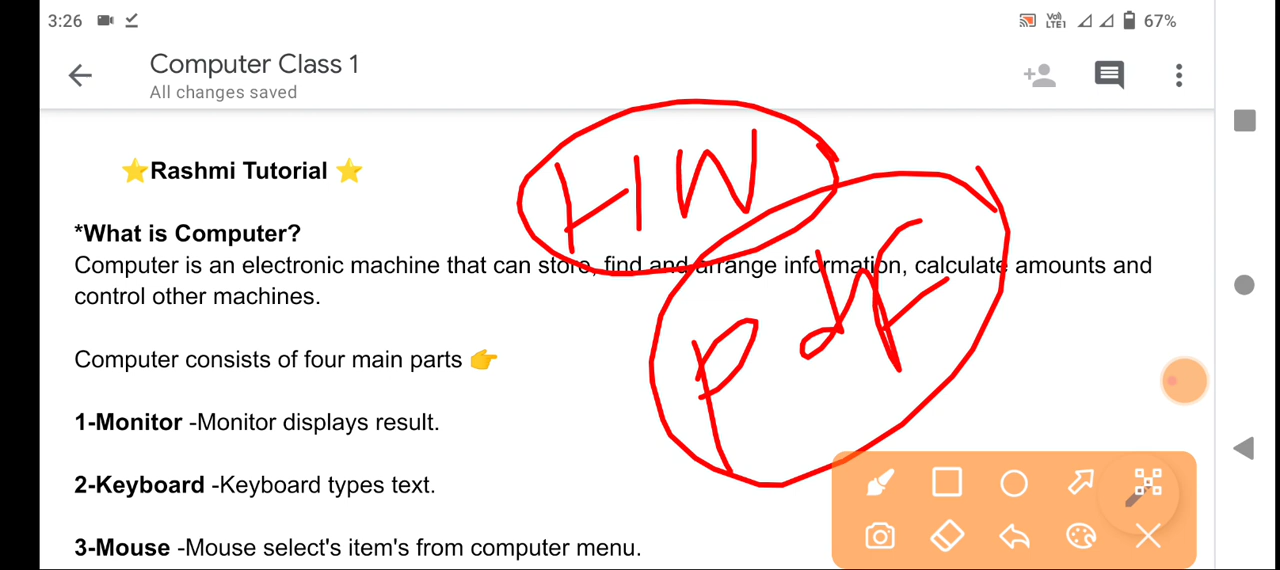 3:26 Vo) LTE1 67%
Computer Class 1
All changes saved
⭐Rashmi Tutorial ⭐
HW
*What is Computer?
Computer is an electronic machine that can store, find and arrange information, calculate amounts and
control other machines.
pdf
Computer consists of four main parts 👉
1-Monitor -Monitor displays result.
2-Keyboard -Keyboard types text.
3-Mouse -Mouse select's item's from computer menu.